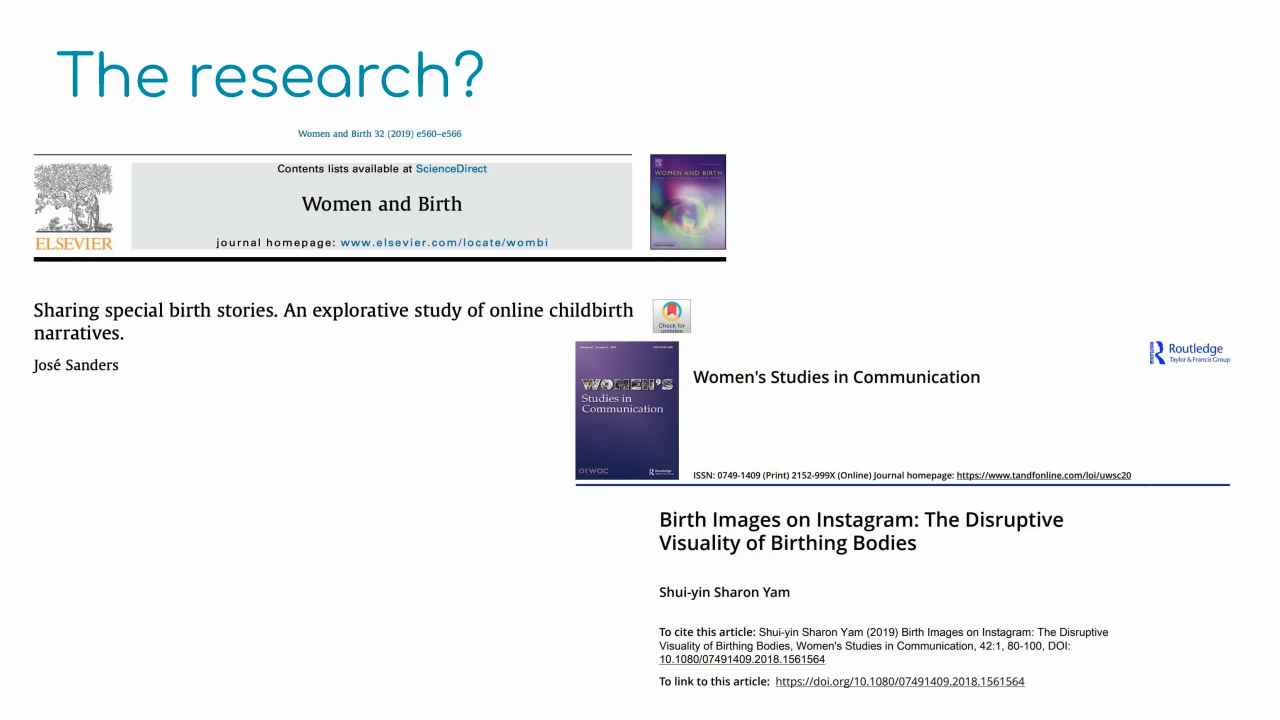 The research?
Women and Birth 32 (2019) e560–e566
Contents lists available at ScienceDirect
Women and Birth
journal homepage: www.elsevier.com/locate/wombi
ELSEVIER
WOMEN AND BIRTH
Sharing special birth stories. An explorative study of online childbirth
narratives.
José Sanders
Check for
updates
WOMEN'S
Studies in
Communication
orwac
Routledge
Women's Studies in Communication
Routledge
Taylor & Francis Group
ISSN: 0749-1409 (Print) 2152-999X (Online) Journal homepage: https://www.tandfonline.com/loi/uwsc20
Birth Images on Instagram: The Disruptive
Visuality of Birthing Bodies
Shui-yin Sharon Yam
To cite this article: Shui-yin Sharon Yam (2019) Birth Images on Instagram: The Disruptive
Visuality of Birthing Bodies, Women's Studies in Communication, 42:1, 80-100, DOI:
10.1080/07491409.2018.1561564
To link to this article: https://doi.org/10.1080/07491409.2018.1561564